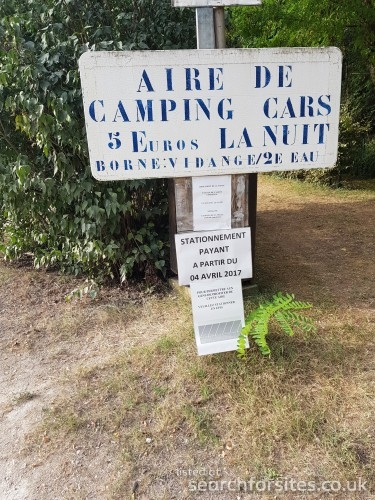 AIRE DE
CAMPING CARS
5 EUROS LA NUIT
BORNE:VIDANGE/2E EAU
STATIONNEMENT
PAYANT
A PARTIR DU
04 AVRIL 2017
listed at
searchforsites.co.uk